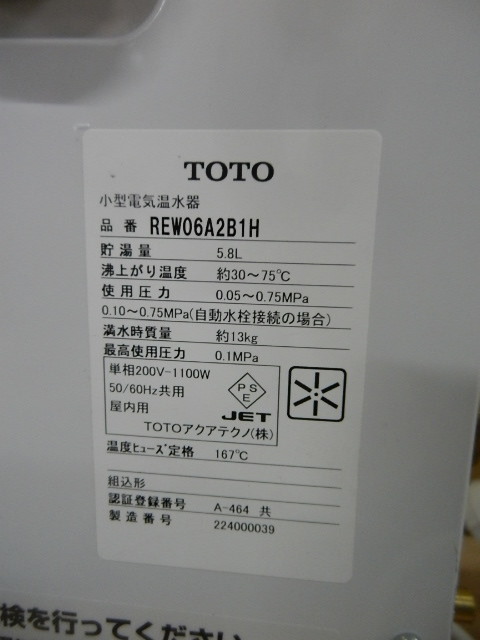 TOTO
小型電気温水器
品番 REW06A2B1H
貯湯量 5.8L
沸上がり温度 約30~75℃
使用圧力 0.05~0.75MPa
0.10~0.75MPa(自動水栓接続の場合)
満水時質量 約13kg
最高使用圧力 0.1MPa
単相200V-1100W
50/60Hz共用
屋内用
PSE
JET
TOTOアクアテクノ(株)
温度ヒューズ定格 167℃
組込形
認証登録番号 A-464 共
製造番号 224000039
検を行ってください